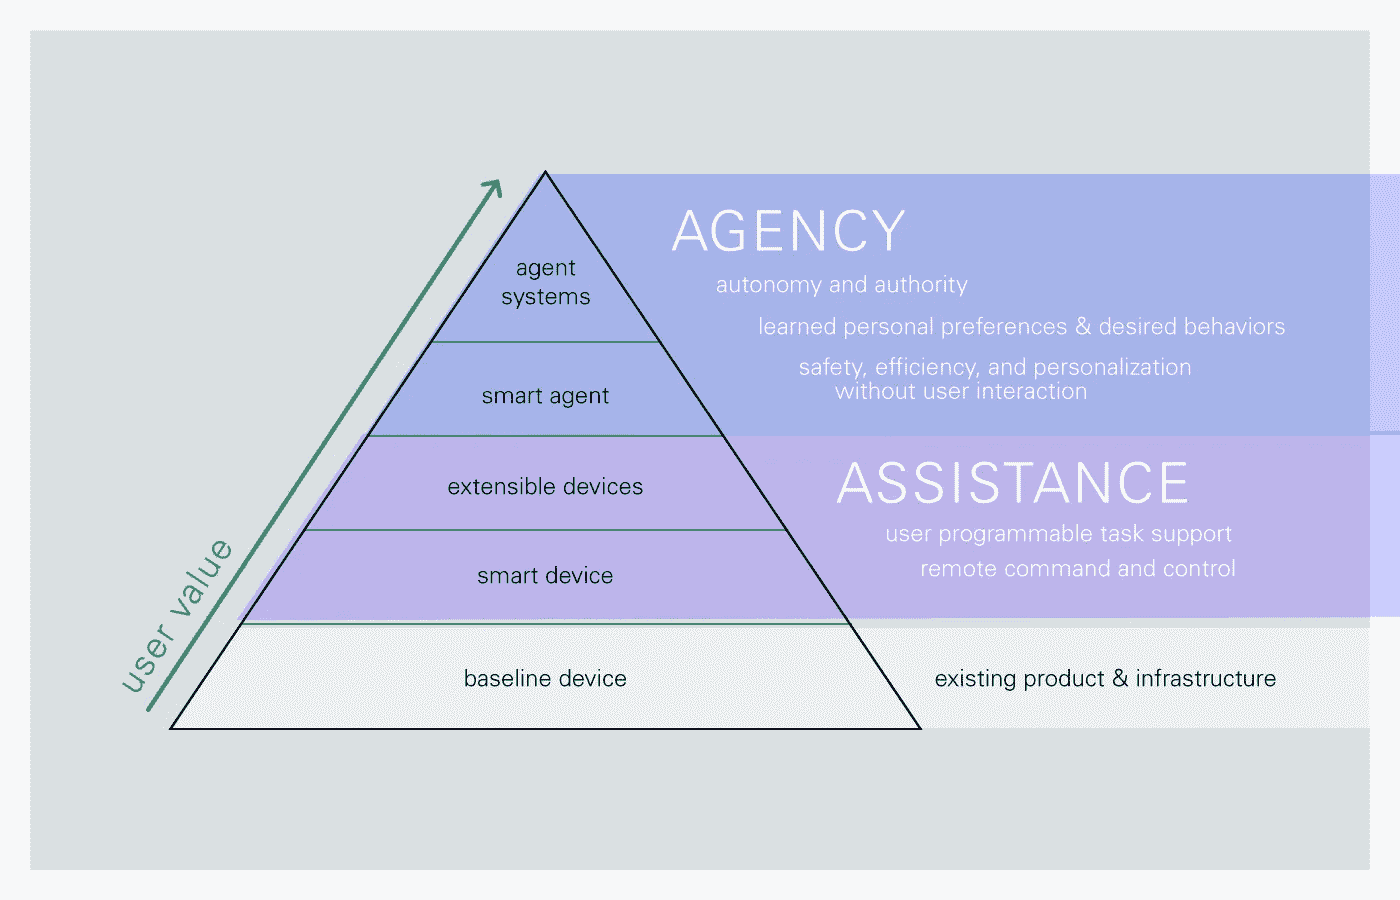 AGENCY
agent
systems
autonomy and authority
learned personal preferences & desired behaviors
safety, efficiency, and personalization
without user interaction
smart agent
ASSISTANCE
extensible devices
user programmable task support
remote command and control
smart device
user value
baseline device
existing product & infrastructure